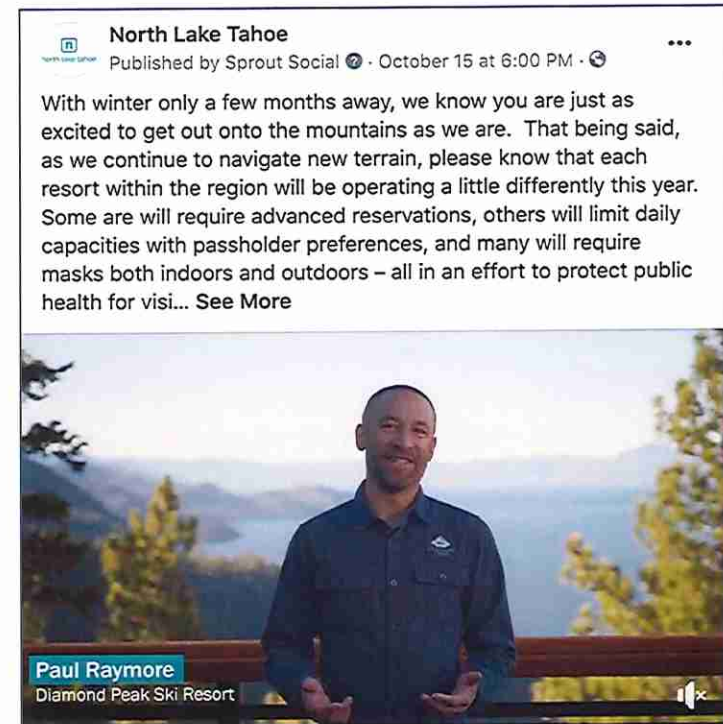 North Lake Tahoe
n
north lake tahoe
Published by Sprout Social · October 15 at 6:00 PM ·
With winter only a few months away, we know you are just as
excited to get out onto the mountains as we are. That being said,
as we continue to navigate new terrain, please know that each
resort within the region will be operating a little differently this year.
Some are will require advanced reservations, others will limit daily
capacities with passholder preferences, and many will require
masks both indoors and outdoors – all in an effort to protect public
health for visi... See More
Paul Raymore
Diamond Peak Ski Resort